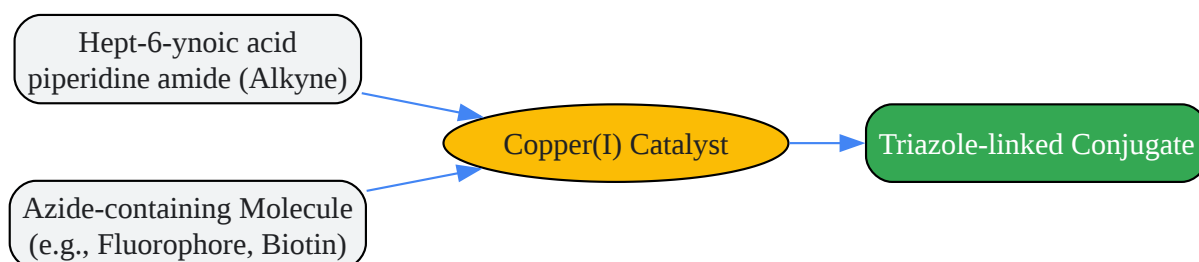 Hept-6-ynoic acid
piperidine amide (Alkyne)
Copper(I) Catalyst
Triazole-linked Conjugate
Azide-containing Molecule
(e.g., Fluorophore, Biotin)